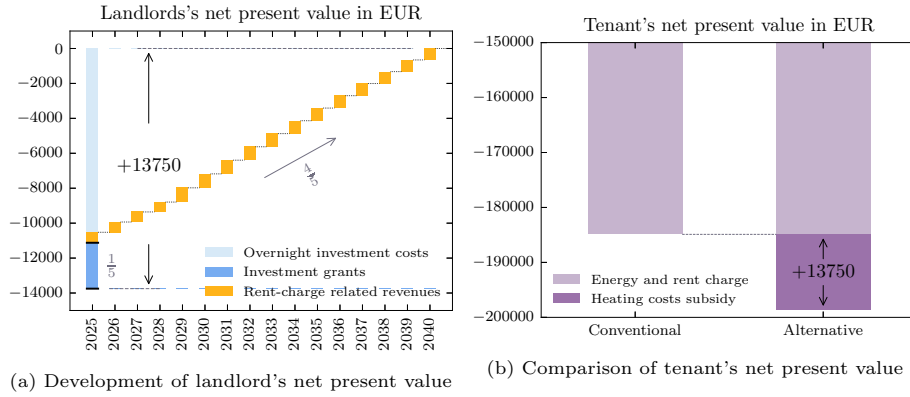 Landlords's net present value in EUR
0
−2000
−4000
−6000
−8000
−10000
−12000
−14000
+13750
4/5
1/5
Overnight investment costs
Investment grants
Rent-charge related revenues
2025 2026 2027 2028 2029 2030 2031 2032 2033 2034 2035 2036 2037 2038 2039 2040
(a) Development of landlord's net present value
Tenant's net present value in EUR
−150000
−160000
−170000
−180000
−190000
−200000
+13750
Energy and rent charge
Heating costs subsidy
Conventional Alternative
(b) Comparison of tenant's net present value